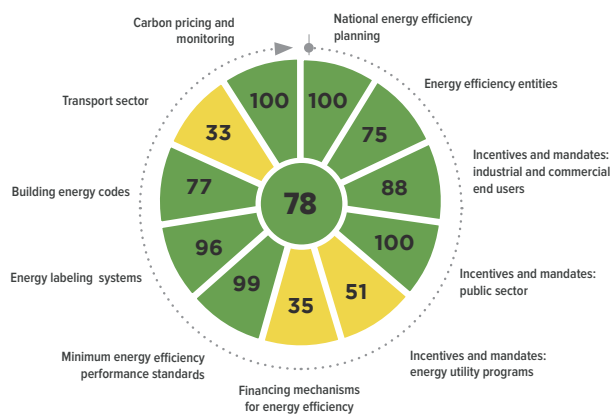 Carbon pricing and
monitoring
National energy efficiency
planning
Energy efficiency entities
Incentives and mandates:
industrial and commercial
end users
Incentives and mandates:
public sector
Incentives and mandates:
energy utility programs
Financing mechanisms
for energy efficiency
Minimum energy efficiency
performance standards
Energy labeling systems
Building energy codes
Transport sector
100
75
88
100
51
35
99
96
77
33
100
78